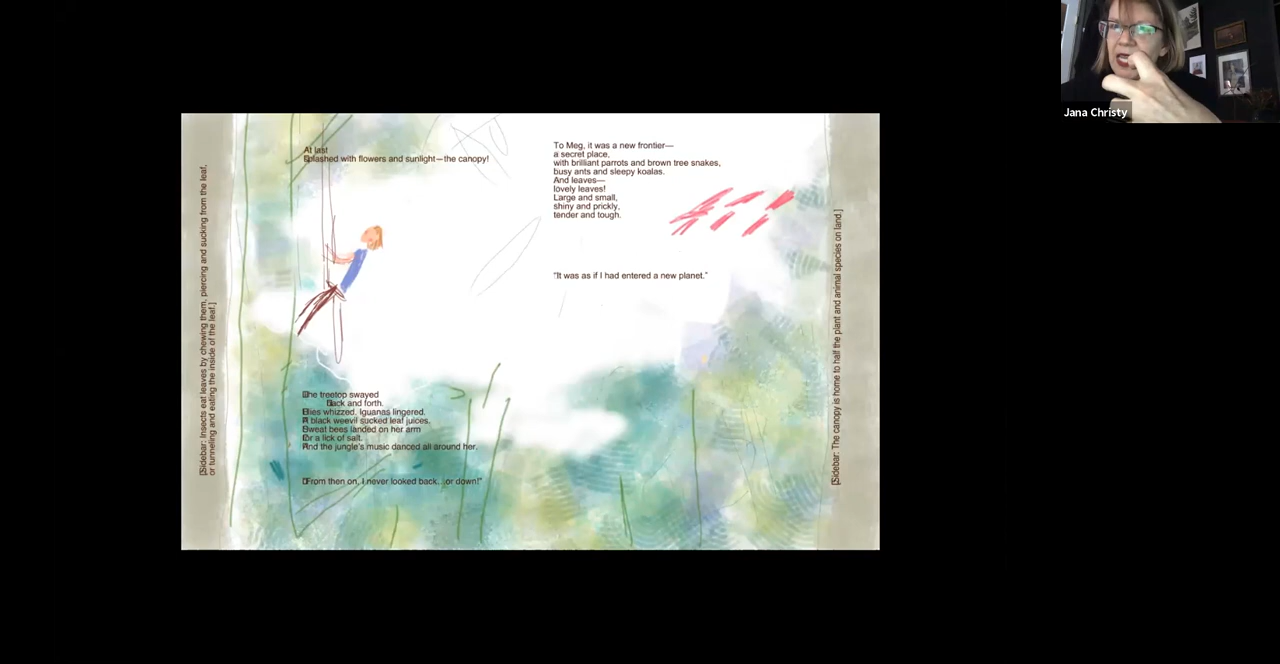 At last
Splashed with flowers and sunlight—the canopy!
The treetop swayed
Back and forth.
Flies whizzed. Iguanas lingered.
A black weevil sucked leaf juices.
Sweat bees landed on her arm
for a lick of salt.
And the jungle's music danced all around her.
"From then on, I never looked back...or down!"
To Meg, it was a new frontier—
a secret place,
with brilliant parrots and brown tree snakes,
busy ants and sleepy koalas.
And leaves—
lovely leaves!
Large and small,
shiny and prickly,
tender and tough.
"It was as if I had entered a new planet."
[Sidebar: Insects eat leaves by chewing them, piercing and sucking from the leaf,
or tunneling and eating the inside of the leaf.]
[Sidebar: The canopy is home to half the plant and animal species on land.]
Jana Christy